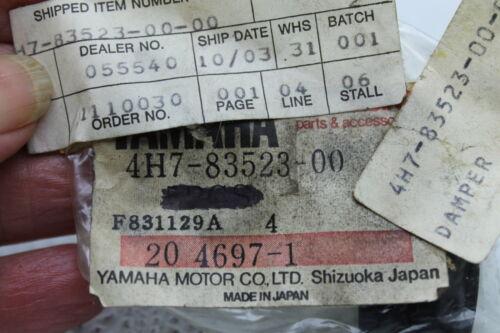 SHIPPED ITEM NUMBER
H7-83523-00-00
DEALER NO. SHIP DATE WHS BATCH
055540 10/03 31 001
1110030 001 04 06
ORDER NO. PAGE LINE STALL
YAMAHA
parts & accesso
4H7-83523-00
F831129A 4
20 4697-1
YAMAHA MOTOR CO., LTD. Shizuoka Japan
MADE IN JAPAN
4H7-83523-00-
DAMPER